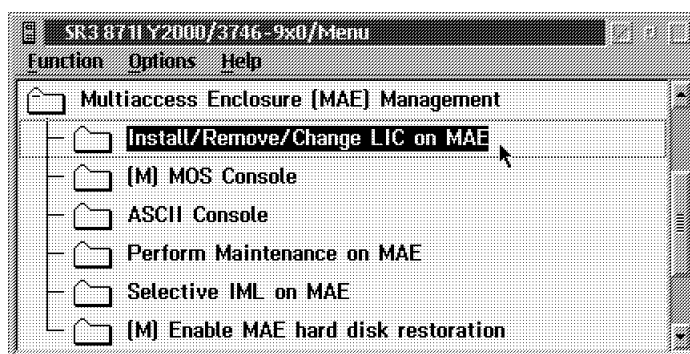 SR3 8711 Y2000/3746-9x0/Menu
Function Options Help
Multiaccess Enclosure (MAE) Management
Install/Remove/Change LIC on MAE
(M) MOS Console
ASCII Console
Perform Maintenance on MAE
Selective IML on MAE
(M) Enable MAE hard disk restoration